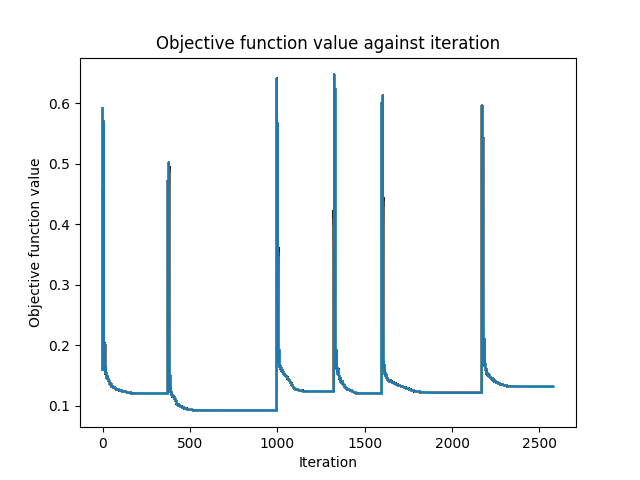 Objective function value against iteration
0.6
0.5
0.4
0.3
0.2
0.1
Objective function value
0 500 1000 1500 2000 2500
Iteration